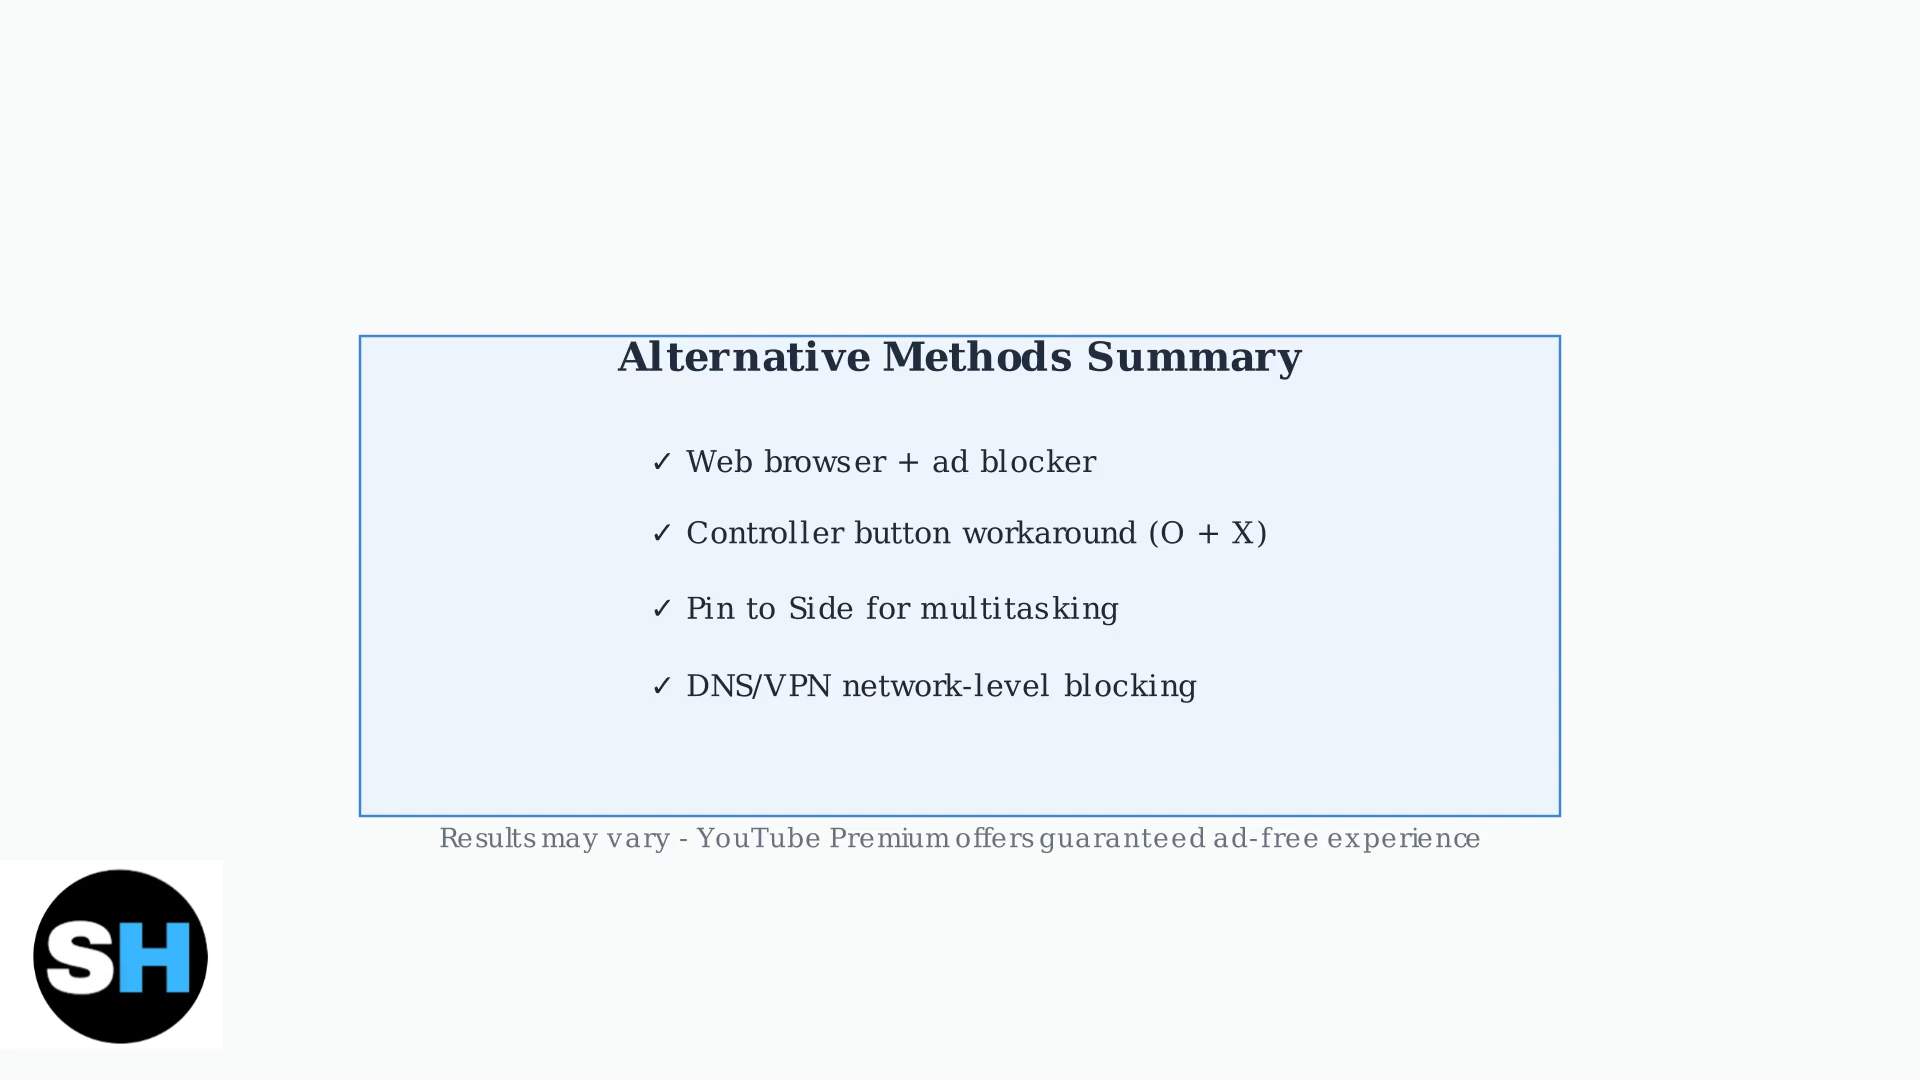 Alternative Methods Summary
✓ Web browser + ad blocker
✓ Controller button workaround (O + X)
✓ Pin to Side for multitasking
✓ DNS/VPN network-level blocking
Results may vary - YouTube Premium offers guaranteed ad-free experience
SH